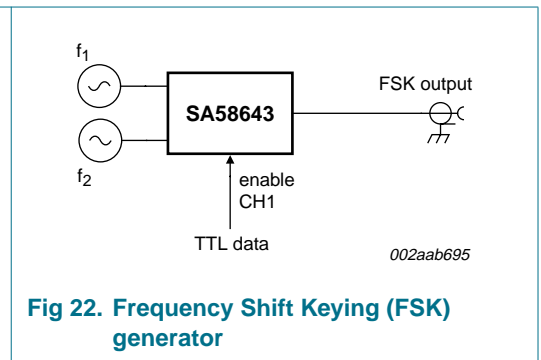 f1
FSK output
SA58643
f2
enable
CH1
TTL data
002aab695
Fig 22. Frequency Shift Keying (FSK)
generator